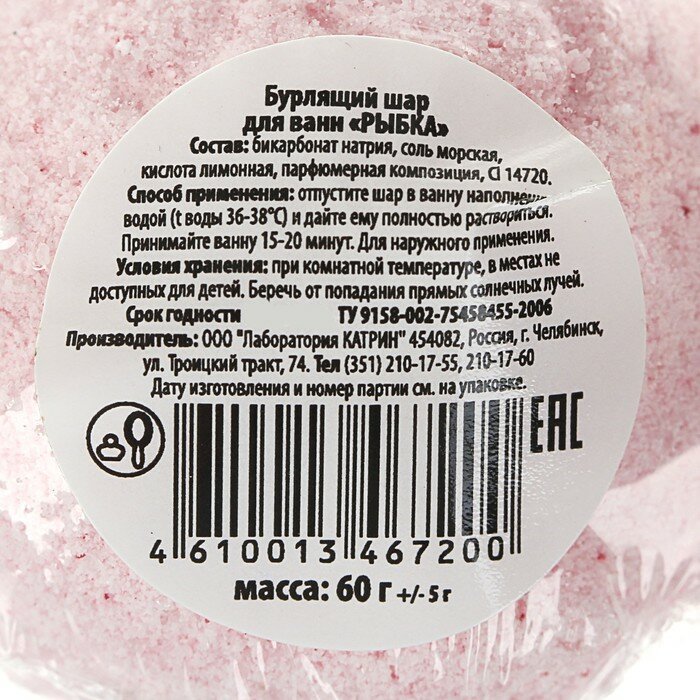 Бурлящий шар
для ванн «РЫБКА»
Состав: бикарбонат натрия, соль морская,
кислота лимонная, парфюмерная композиция, CI 14720.
Способ применения: отпустите шар в ванну наполненную
водой (t воды 36-38°C) и дайте ему полностью раствориться.
Принимайте ванну 15-20 минут. Для наружного применения.
Условия хранения: при комнатной температуре, в местах не
доступных для детей. Беречь от попадания прямых солнечных лучей.
Срок годности ТУ 9158-002-75458455-2006
Производитель: ООО "Лаборатория КАТРИН" 454082, Россия, г. Челябинск,
ул. Троицкий тракт, 74. Тел (351) 210-17-55, 210-17-60
Дату изготовления и номер партии см. на упаковке.
EAC
4 610013 467200
масса: 60 г +/- 5 г